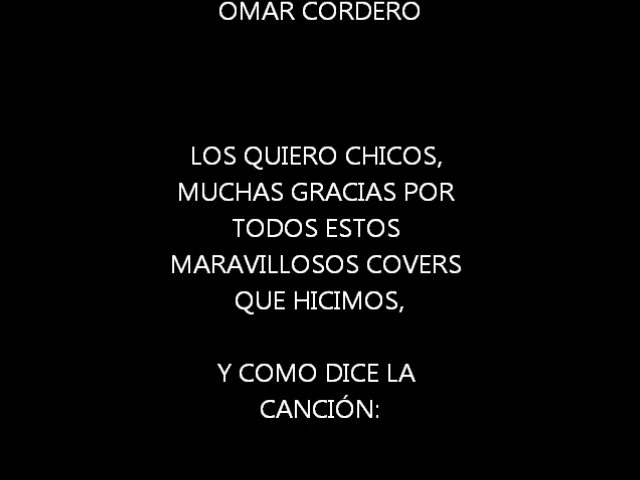 OMAR CORDERO
LOS QUIERO CHICOS,
MUCHAS GRACIAS POR
TODOS ESTOS
MARAVILLOSOS COVERS
QUE HICIMOS,
Y COMO DICE LA
CANCIÓN: